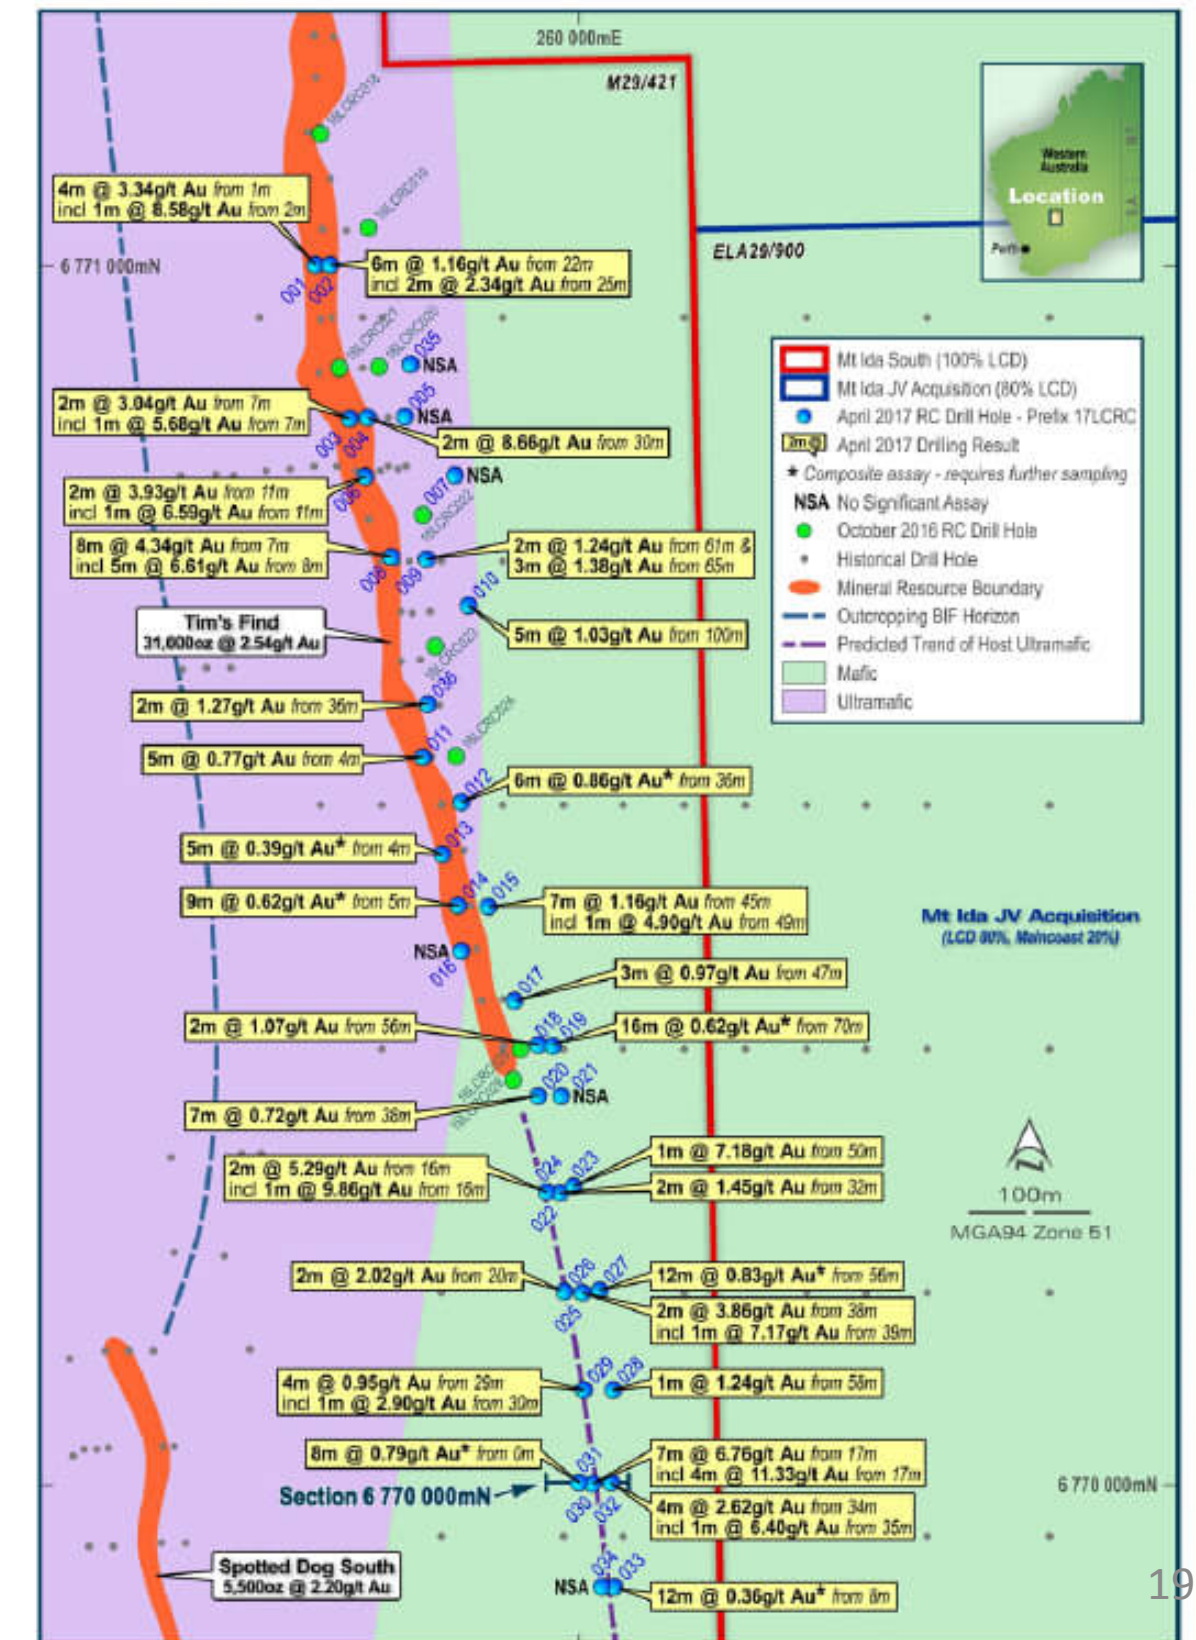 260 000mE
M29/421
16LCRC018
Western
Australia
Location
Perth
4m @ 3.34g/t Au from 1m
incl 1m @ 8.58g/t Au from 2m
16LCRC019
ELA29/900
6 771 000mN
6m @ 1.16g/t Au from 22m
incl 2m @ 2.34g/t Au from 25m
001
002
16LCRC021
16LCRC020
035
NSA
Mt Ida South (100% LCD)
Mt Ida JV Acquisition (80% LCD)
April 2017 RC Drill Hole - Prefix 17LCRC
2m @
April 2017 Drilling Result
* Composite assay - requires further sampling
NSA No Significant Assay
October 2016 RC Drill Hole
Historical Drill Hole
Mineral Resource Boundary
Outcropping BIF Horizon
Predicted Trend of Host Ultramafic
Mafic
Ultramafic
2m @ 3.04g/t Au from 7m
incl 1m @ 5.68g/t Au from 7m
005
NSA
003
004
2m @ 8.66g/t Au from 30m
2m @ 3.93g/t Au from 11m
incl 1m @ 6.59g/t Au from 11m
006
007
NSA
16LCRC022
8m @ 4.34g/t Au from 7m
incl 5m @ 6.61g/t Au from 8m
008
009
2m @ 1.24g/t Au from 61m &
3m @ 1.38g/t Au from 65m
010
5m @ 1.03g/t Au from 100m
Tim's Find
31,600oz @ 2.54g/t Au
16LCRC023
036
2m @ 1.27g/t Au from 36m
16LCRC024
011
5m @ 0.77g/t Au from 4m
012
6m @ 0.86g/t Au* from 36m
013
5m @ 0.39g/t Au* from 4m
014
015
9m @ 0.62g/t Au* from 5m
7m @ 1.16g/t Au from 45m
incl 1m @ 4.90g/t Au from 49m
Mt Ida JV Acquisition
(LCD 80%, Maincoast 20%)
NSA
016
017
3m @ 0.97g/t Au from 47m
2m @ 1.07g/t Au from 56m
018
019
16m @ 0.62g/t Au* from 70m
020
021
NSA
7m @ 0.72g/t Au from 38m
2m @ 5.29g/t Au from 16m
incl 1m @ 9.86g/t Au from 16m
024
023
022
1m @ 7.18g/t Au from 50m
2m @ 1.45g/t Au from 32m
100m
MGA94 Zone 51
2m @ 2.02g/t Au from 20m
026
027
025
12m @ 0.83g/t Au* from 56m
2m @ 3.86g/t Au from 38m
incl 1m @ 7.17g/t Au from 39m
4m @ 0.95g/t Au from 29m
incl 1m @ 2.90g/t Au from 30m
029
028
1m @ 1.24g/t Au from 58m
8m @ 0.79g/t Au* from 0m
031
7m @ 6.76g/t Au from 17m
incl 4m @ 11.33g/t Au from 17m
Section 6 770 000mN
6 770 000mN
030
032
4m @ 2.62g/t Au from 34m
incl 1m @ 6.40g/t Au from 35m
Spotted Dog South
5,500oz @ 2.20g/t Au
034
033
NSA
12m @ 0.36g/t Au* from 8m
19